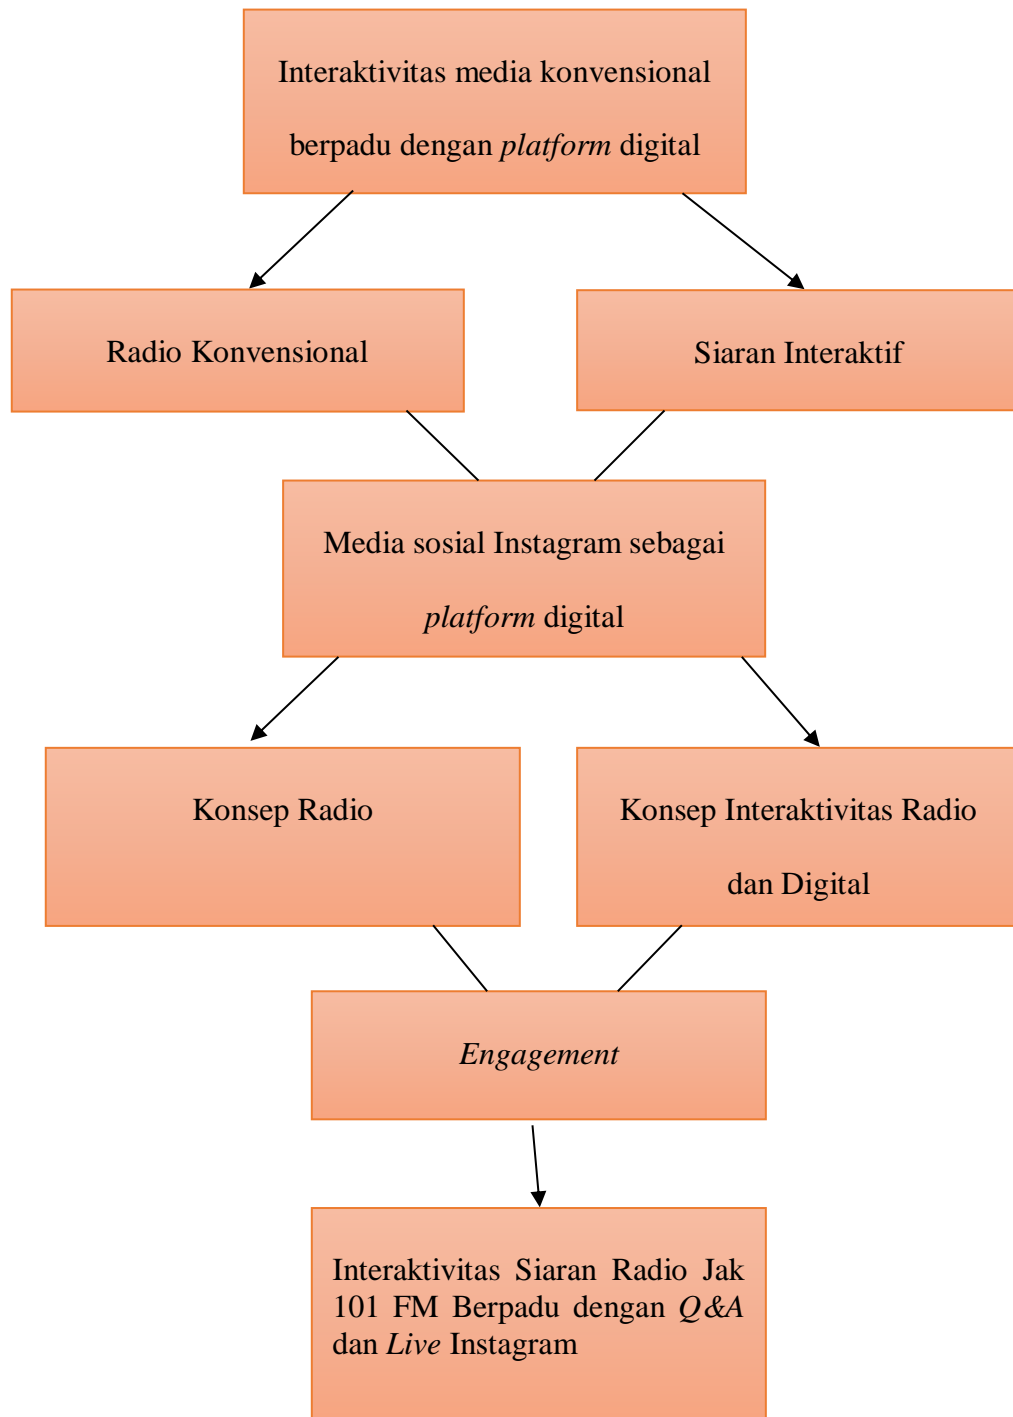 Interaktivitas media konvensional
berpadu dengan platform digital
Radio Konvensional
Siaran Interaktif
Media sosial Instagram sebagai
platform digital
Konsep Radio
Konsep Interaktivitas Radio
dan Digital
Engagement
Interaktivitas Siaran Radio Jak
101 FM Berpadu dengan Q&A
dan Live Instagram